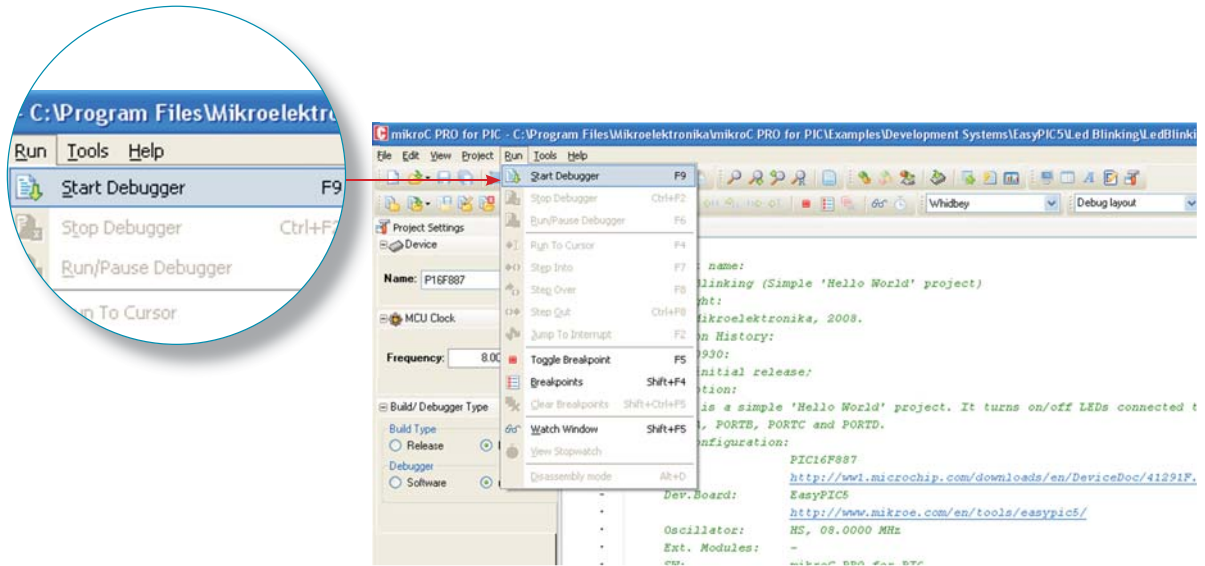 - C:\Program Files\Mikroelektro
Run Tools Help
Start Debugger F9
Stop Debugger Ctrl+F2
Run/Pause Debugger
To Cursor
mikroC PRO for PIC - C:\Program Files\Mikroelektronika\mikroC PRO for PIC\Examples\Development Systems\EasyPIC5\Led Blinking\LedBlinki
File Edit View Project Run Tools Help
Start Debugger F9
Stop Debugger Ctrl+F2
Whidbey
Debug layout
Run/Pause Debugger F6
Project Settings
Device
Run To Cursor F4
Step Into F7
name:
Name: P16F887
Step Over F8
linking (Simple 'Hello World' project)
ht:
MCU Clock
Step Out Ctrl+F8
ikroelektronika, 2008.
Jump To Interrupt F2
on History:
Frequency: 8.00
Toggle Breakpoint F5
930:
nitial release;
Breakpoints Shift+F4
tion:
Build/ Debugger Type
Clear Breakpoints Shift+Ctrl+F5
is a simple 'Hello World' project. It turns on/off LEDs connected t
Build Type
Watch Window Shift+F5
, PORTB, PORTC and PORTD.
Release
View Stopwatch
nfiguration:
Debugger
PIC16F887
Software
Disassembly mode Alt+D
http://ww1.microchip.com/downloads/en/DeviceDoc/41291F.
Dev.Board: EasyPIC5
http://www.mikroe.com/en/tools/easypic5/
Oscillator: HS, 08.0000 MHz
Ext. Modules: -
SW: mikroC PRO for PIC